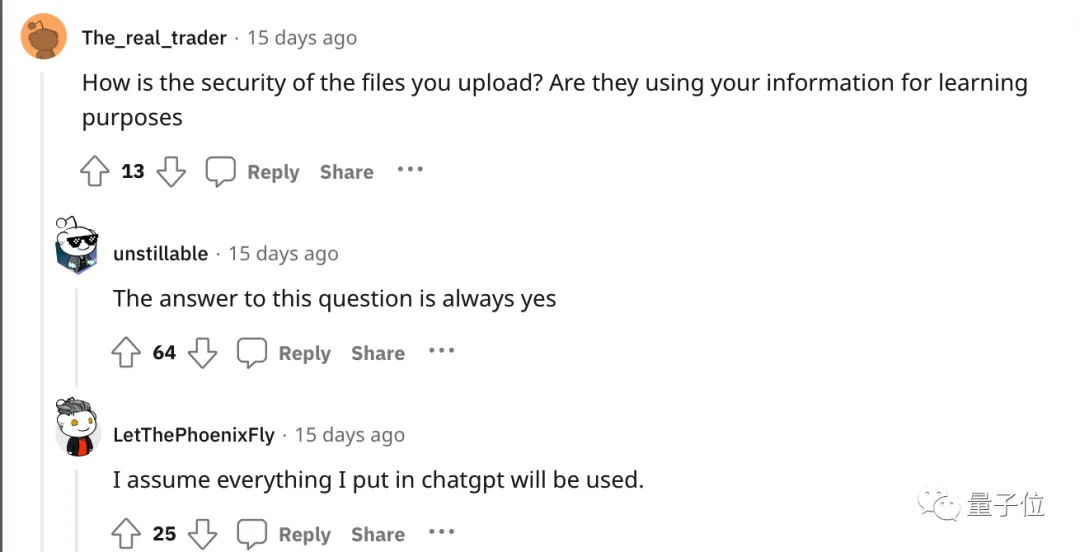 The_real_trader · 15 days ago
How is the security of the files you upload? Are they using your information for learning
purposes
13 Reply Share ···
unstillable · 15 days ago
The answer to this question is always yes
64 Reply Share ···
LetThePhoenixFly · 15 days ago
I assume everything I put in chatgpt will be used.
量子位
25 Reply Share ···